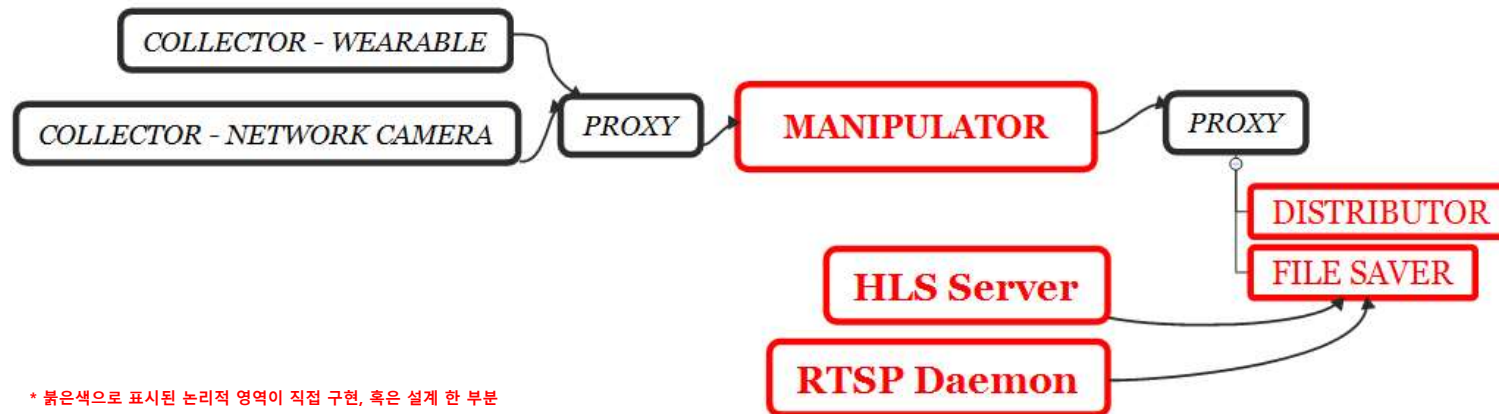 COLLECTOR - WEARABLE
COLLECTOR - NETWORK CAMERA
PROXY
MANIPULATOR
PROXY
DISTRIBUTOR
FILE SAVER
HLS Server
RTSP Daemon
* 붉은색으로 표시된 논리적 영역이 직접 구현, 혹은 설계 한 부분